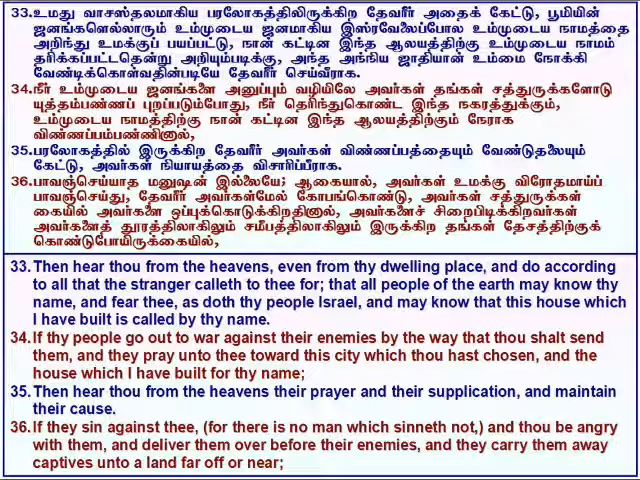 33. உமது வாசஸ்தலமாகிய பரலோகத்திலிருக்கிற தேவரீர் அதைக் கேட்டு, பூமியின்
ஜனங்களெல்லாரும் உம்முடைய ஜனமாகிய இஸ்ரவேலைப்போல உம்முடைய நாமத்தை
அறிந்து உமக்குப் பயப்பட்டு, நான் கட்டின இந்த ஆலயத்திற்கு உம்முடைய நாமம்
தரிக்கப்பட்டதென்று அறியும்படிக்கு, அந்த அந்நிய ஜாதியான் உம்மை நோக்கி
வேண்டிக்கொள்வதின்படியே தேவரீர் செய்வீராக.
34. நீர் உம்முடைய ஜனங்களை அனுப்பும் வழியிலே அவர்கள் தங்கள் சத்துருக்களோடு
யுத்தம்பண்ணப் புறப்படும்போது, நீர் தெரிந்துகொண்ட இந்த நகரத்துக்கும்,
உம்முடைய நாமத்திற்கு நான் கட்டின இந்த ஆலயத்திற்கும் நேராக
விண்ணப்பம்பண்ணினால்,
35. பரலோகத்தில் இருக்கிற தேவரீர் அவர்கள் விண்ணப்பத்தையும் வேண்டுதலையும்
கேட்டு, அவர்கள் நியாயத்தை விசாரிப்பீராக.
36. பாவஞ்செய்யாத மனுஷன் இல்லையே; ஆகையால், அவர்கள் உமக்கு விரோதமாய்ப்
பாவஞ்செய்து, தேவரீர் அவர்கள்மேல் கோபங்கொண்டு, அவர்கள் சத்துருக்கள்
கையில் அவர்களை ஒப்புக்கொடுக்கிறதினால், அவர்களைச் சிறைபிடிக்கிறவர்கள்
அவர்களைத் தூரத்திலாகிலும் சமீபத்திலாகிலும் இருக்கிற தங்கள் தேசத்திற்குக்
கொண்டுபோயிருக்கையில்,
33. Then hear thou from the heavens, even from thy dwelling place, and do according
to all that the stranger calleth to thee for; that all people of the earth may know thy
name, and fear thee, as doth thy people Israel, and may know that this house which
I have built is called by thy name.
34. If thy people go out to war against their enemies by the way that thou shalt send
them, and they pray unto thee toward this city which thou hast chosen, and the
house which I have built for thy name;
35. Then hear thou from the heavens their prayer and their supplication, and maintain
their cause.
36. If they sin against thee, (for there is no man which sinneth not,) and thou be angry
with them, and deliver them over before their enemies, and they carry them away
captives unto a land far off or near;